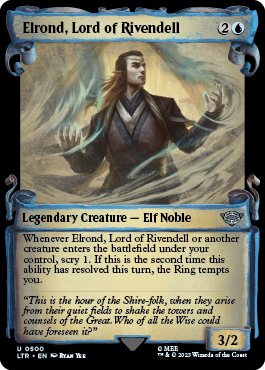 Elrond, Lord of Rivendell 2
Legendary Creature — Elf Noble
Whenever Elrond, Lord of Rivendell or another
creature enters the battlefield under your
control, scry 1. If this is the second time this
ability has resolved this turn, the Ring tempts
you.
“This is the hour of the Shire-folk, when they arise
from their quiet fields to shake the towers and
counsels of the Great. Who of all the Wise could
have foreseen it?”
3/2
U 0500
LTR • EN Ryan Yee
© MEE
™ & © 2023 Wizards of the Coast